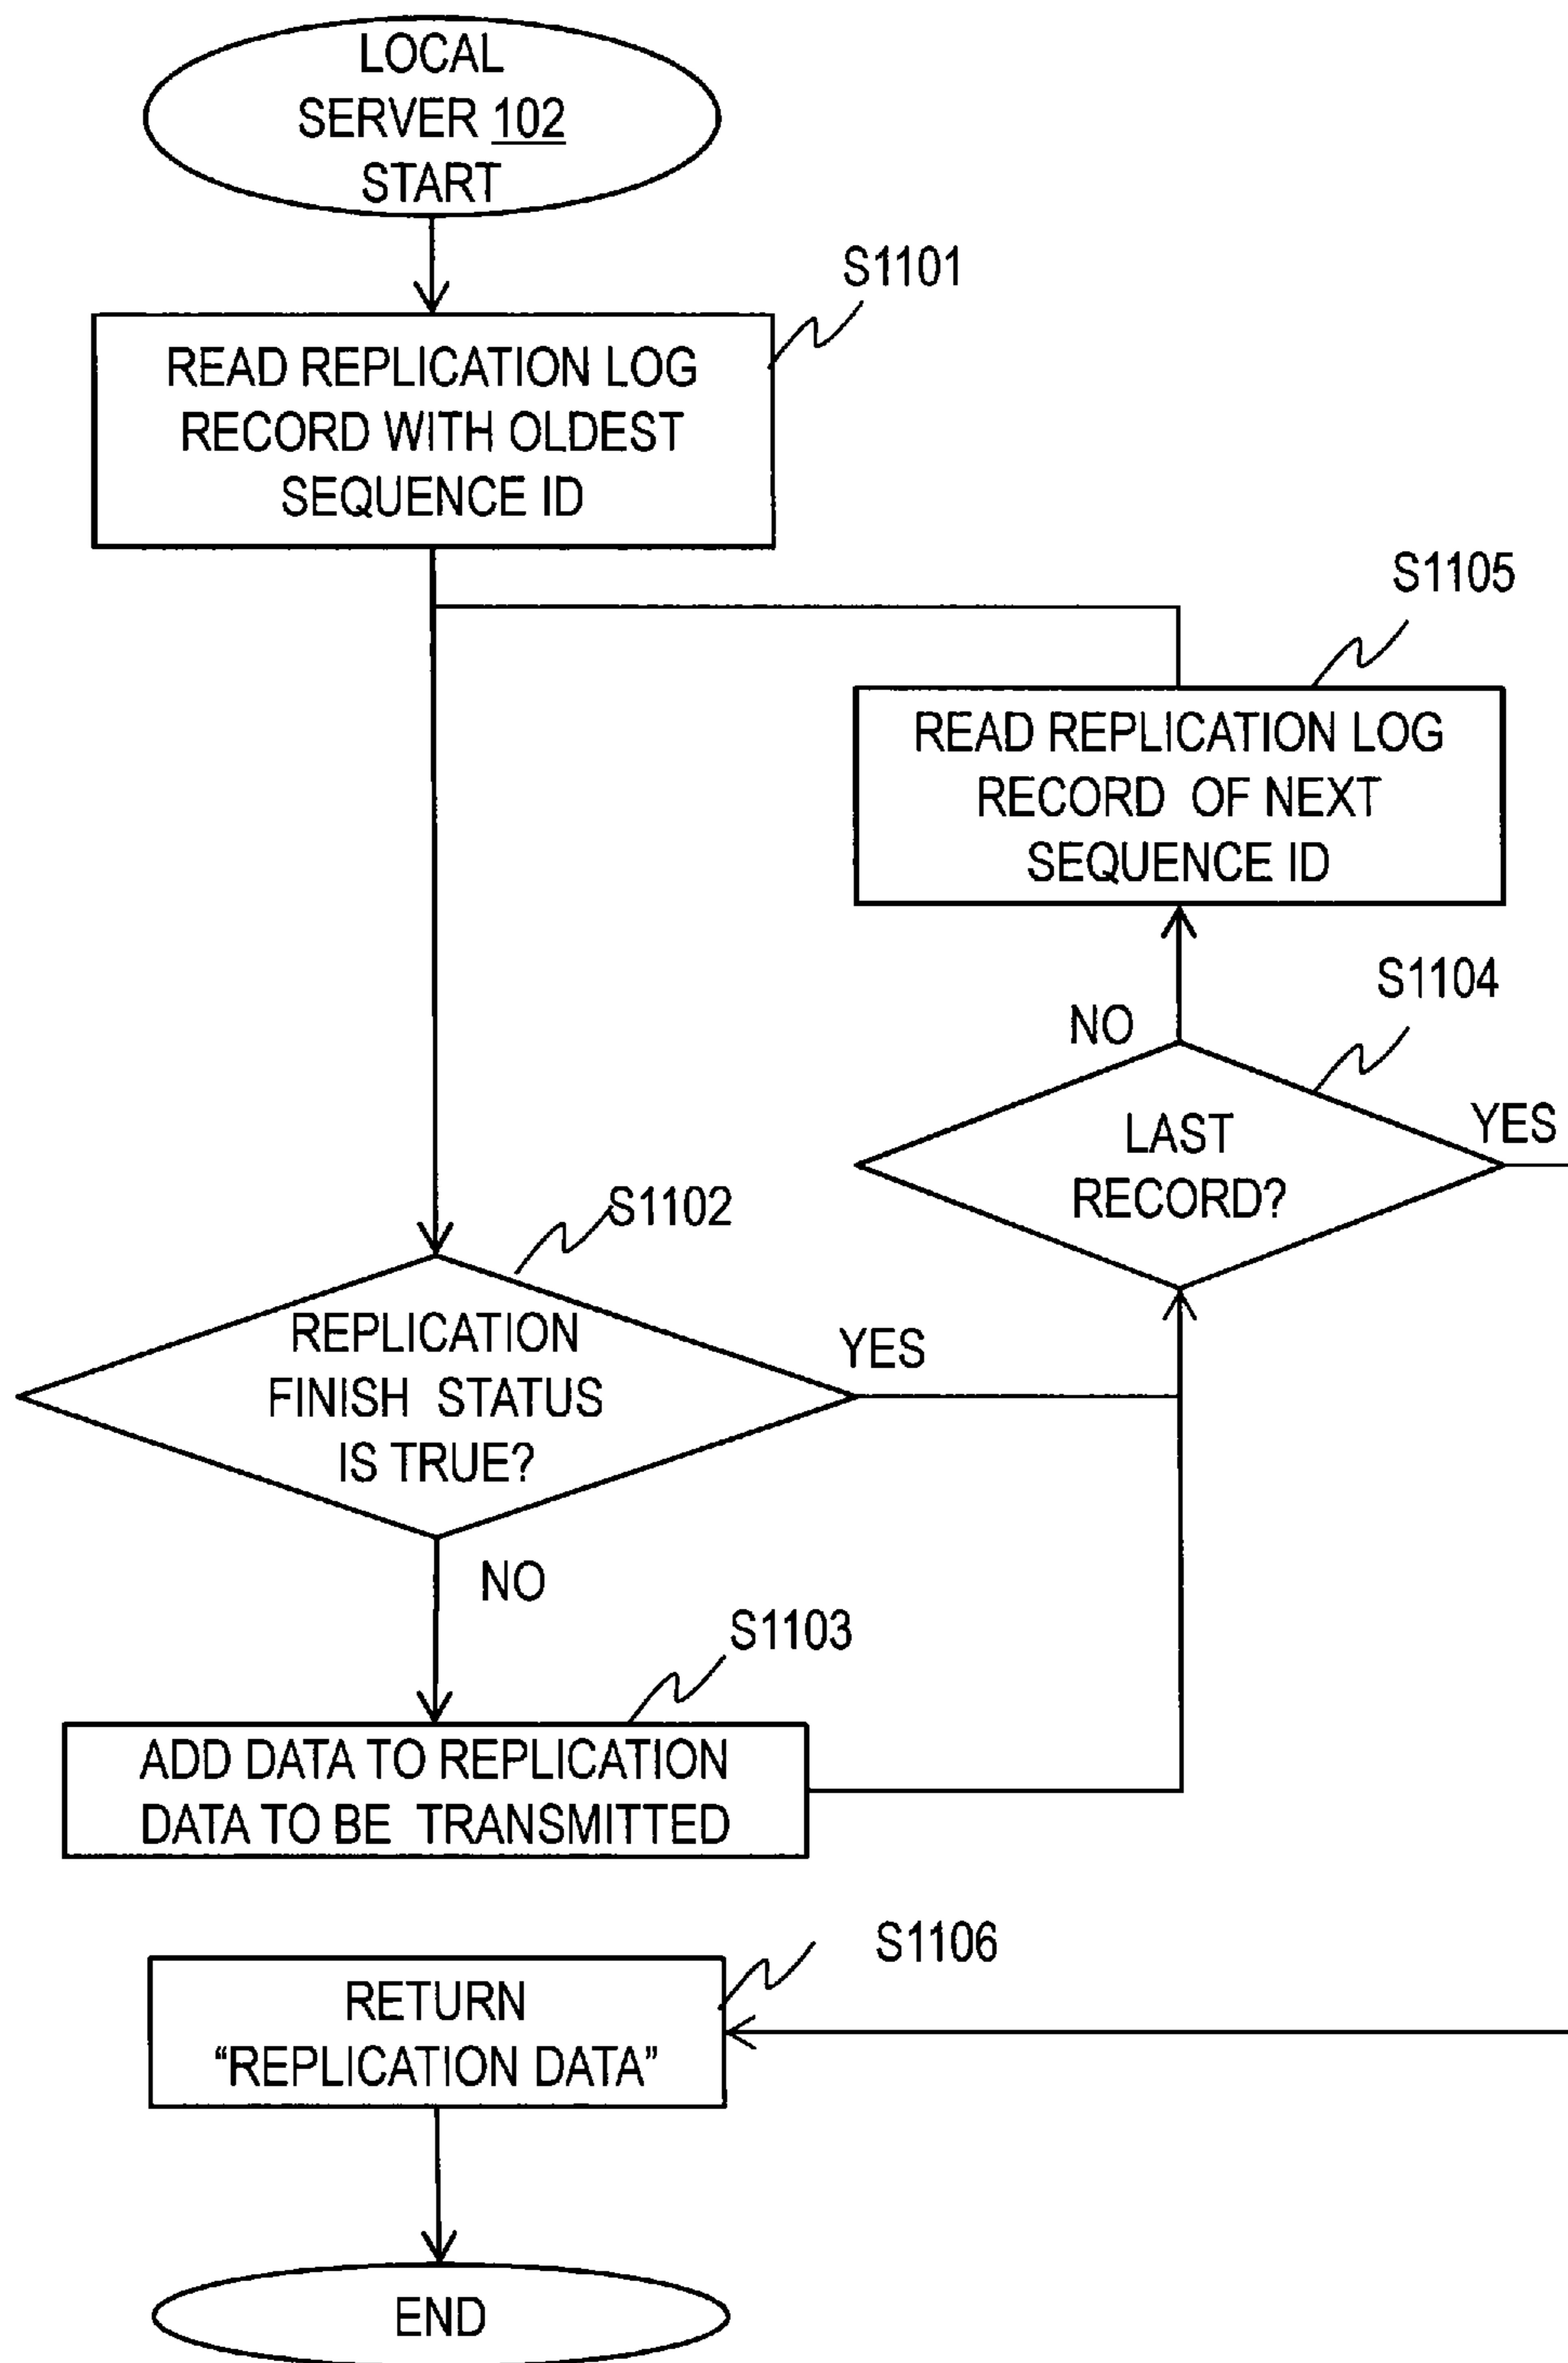 LOCAL
SERVER 102
START
S1101
READ REPLICATION LOG
RECORD WITH OLDEST
SEQUENCE ID
S1105
READ REPLICATION LOG
RECORD OF NEXT
SEQUENCE ID
S1104
NO
LAST
RECORD?
YES
S1102
REPLICATION
FINISH STATUS
IS TRUE?
YES
NO
S1103
ADD DATA TO REPLICATION
DATA TO BE TRANSMITTED
S1106
RETURN
“REPLICATION DATA”
END